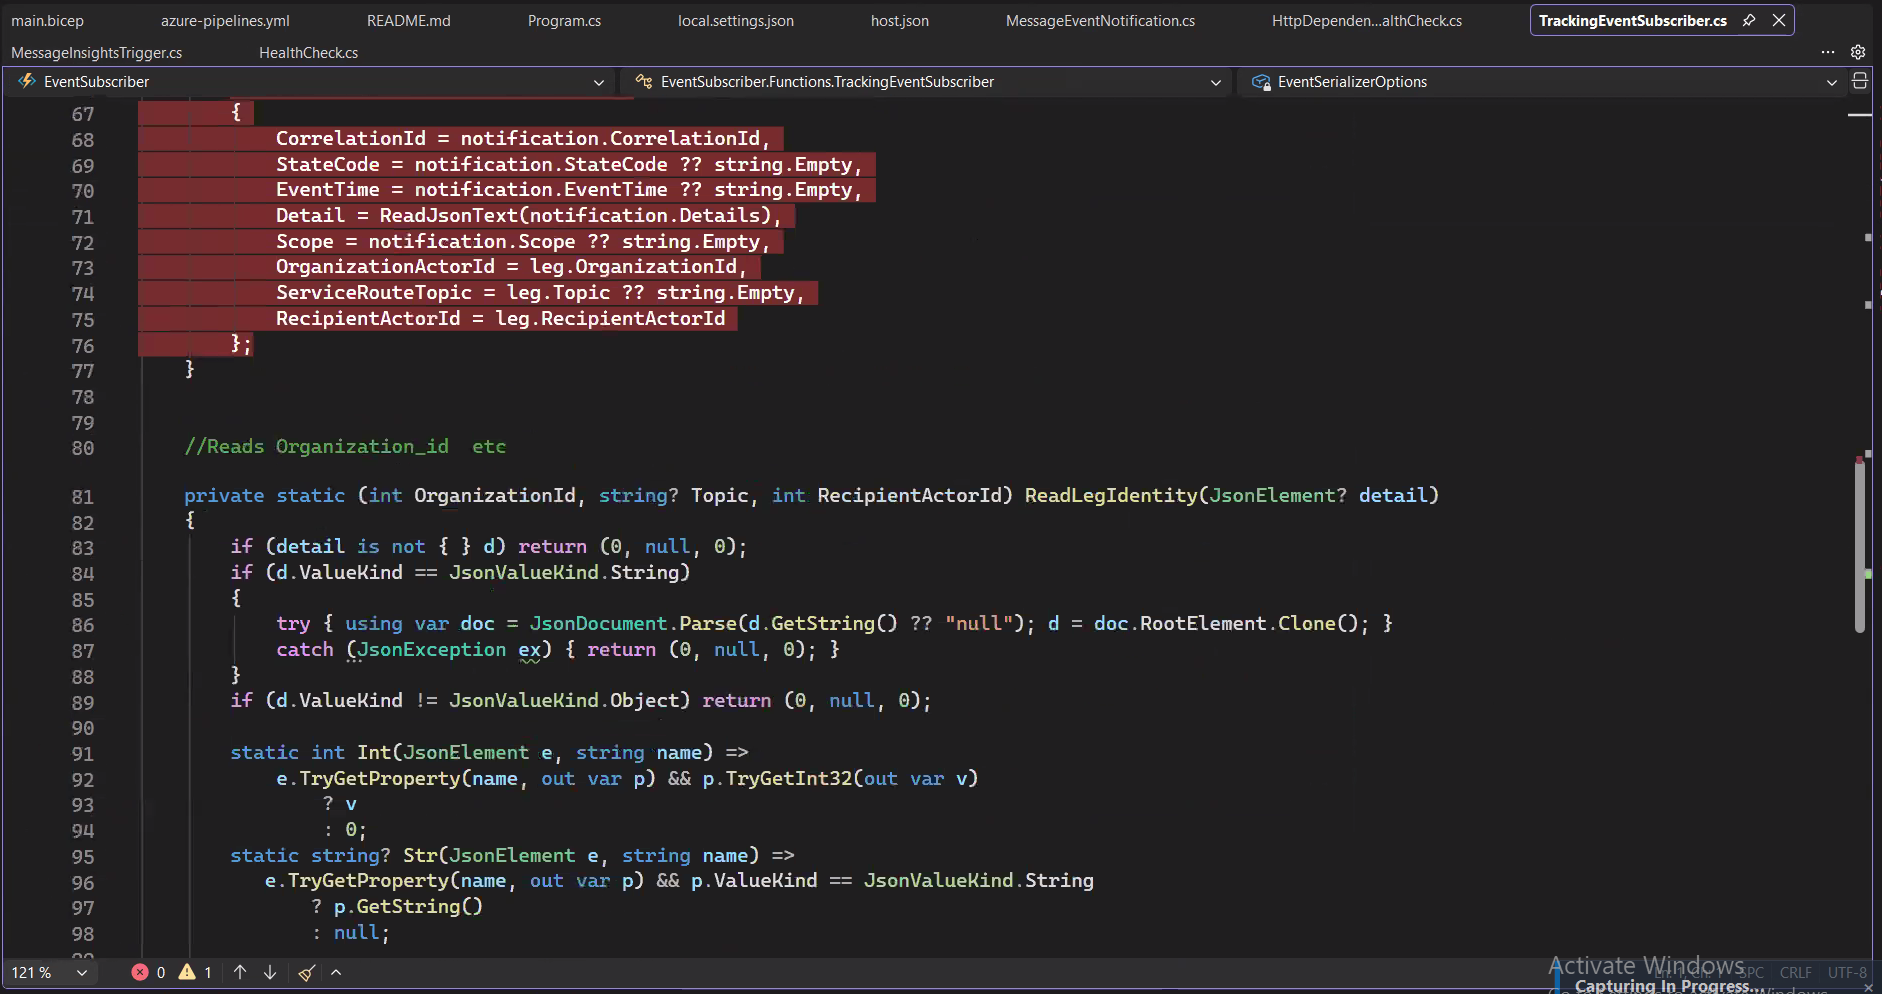 main.bicep azure-pipelines.yml README.md Program.cs local.settings.json host.json MessageEventNotification.cs HttpDependen...althCheck.cs TrackingEventSubscriber.cs
MessageInsightsTrigger.cs HealthCheck.cs
EventSubscriber EventSubscriber.Functions.TrackingEventSubscriber EventSerializerOptions
67 {
68 CorrelationId = notification.CorrelationId,
69 StateCode = notification.StateCode ?? string.Empty,
70 EventTime = notification.EventTime ?? string.Empty,
71 Detail = ReadJsonText(notification.Details),
72 Scope = notification.Scope ?? string.Empty,
73 OrganizationActorId = leg.OrganizationId,
74 ServiceRouteTopic = leg.Topic ?? string.Empty,
75 RecipientActorId = leg.RecipientActorId
76 };
77 }
78
79
80 //Reads Organization_id  etc
81 private static (int OrganizationId, string? Topic, int RecipientActorId) ReadLegIdentity(JsonElement? detail)
82 {
83 if (detail is not { } d) return (0, null, 0);
84 if (d.ValueKind == JsonValueKind.String)
85 {
86 try { using var doc = JsonDocument.Parse(d.GetString() ?? "null"); d = doc.RootElement.Clone(); }
87 catch (JsonException ex) { return (0, null, 0); }
88 }
89 if (d.ValueKind != JsonValueKind.Object) return (0, null, 0);
90
91 static int Int(JsonElement e, string name) =>
92 e.TryGetProperty(name, out var p) && p.TryGetInt32(out var v)
93 ? v
94 : 0;
95 static string? Str(JsonElement e, string name) =>
96 e.TryGetProperty(name, out var p) && p.ValueKind == JsonValueKind.String
97 ? p.GetString()
98 : null;
121 % 0 1 SPC CRLF UTF-8
Activate Windows
Capturing In Progress...